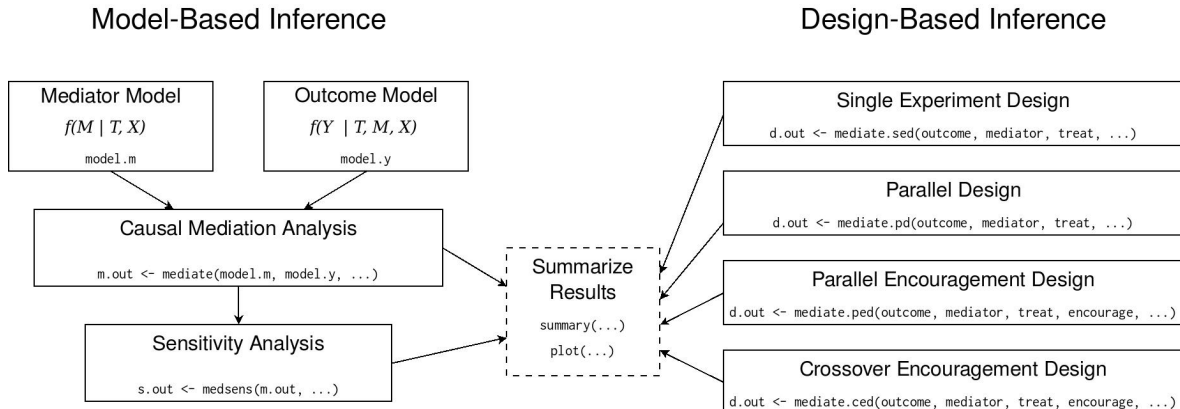 Model-Based Inference
Design-Based Inference
Mediator Model
f(M | T, X)
model.m
Outcome Model
f(Y | T, M, X)
model.y
Causal Mediation Analysis
m.out <- mediate(model.m, model.y, ...)
Sensitivity Analysis
s.out <- medsens(m.out, ...)
Summarize
Results
summary(...)
plot(...)
Single Experiment Design
d.out <- mediate.sed(outcome, mediator, treat, ...)
Parallel Design
d.out <- mediate.pd(outcome, mediator, treat, ...)
Parallel Encouragement Design
d.out <- mediate.ped(outcome, mediator, treat, encourage, ...)
Crossover Encouragement Design
d.out <- mediate.ced(outcome, mediator, treat, encourage, ...)